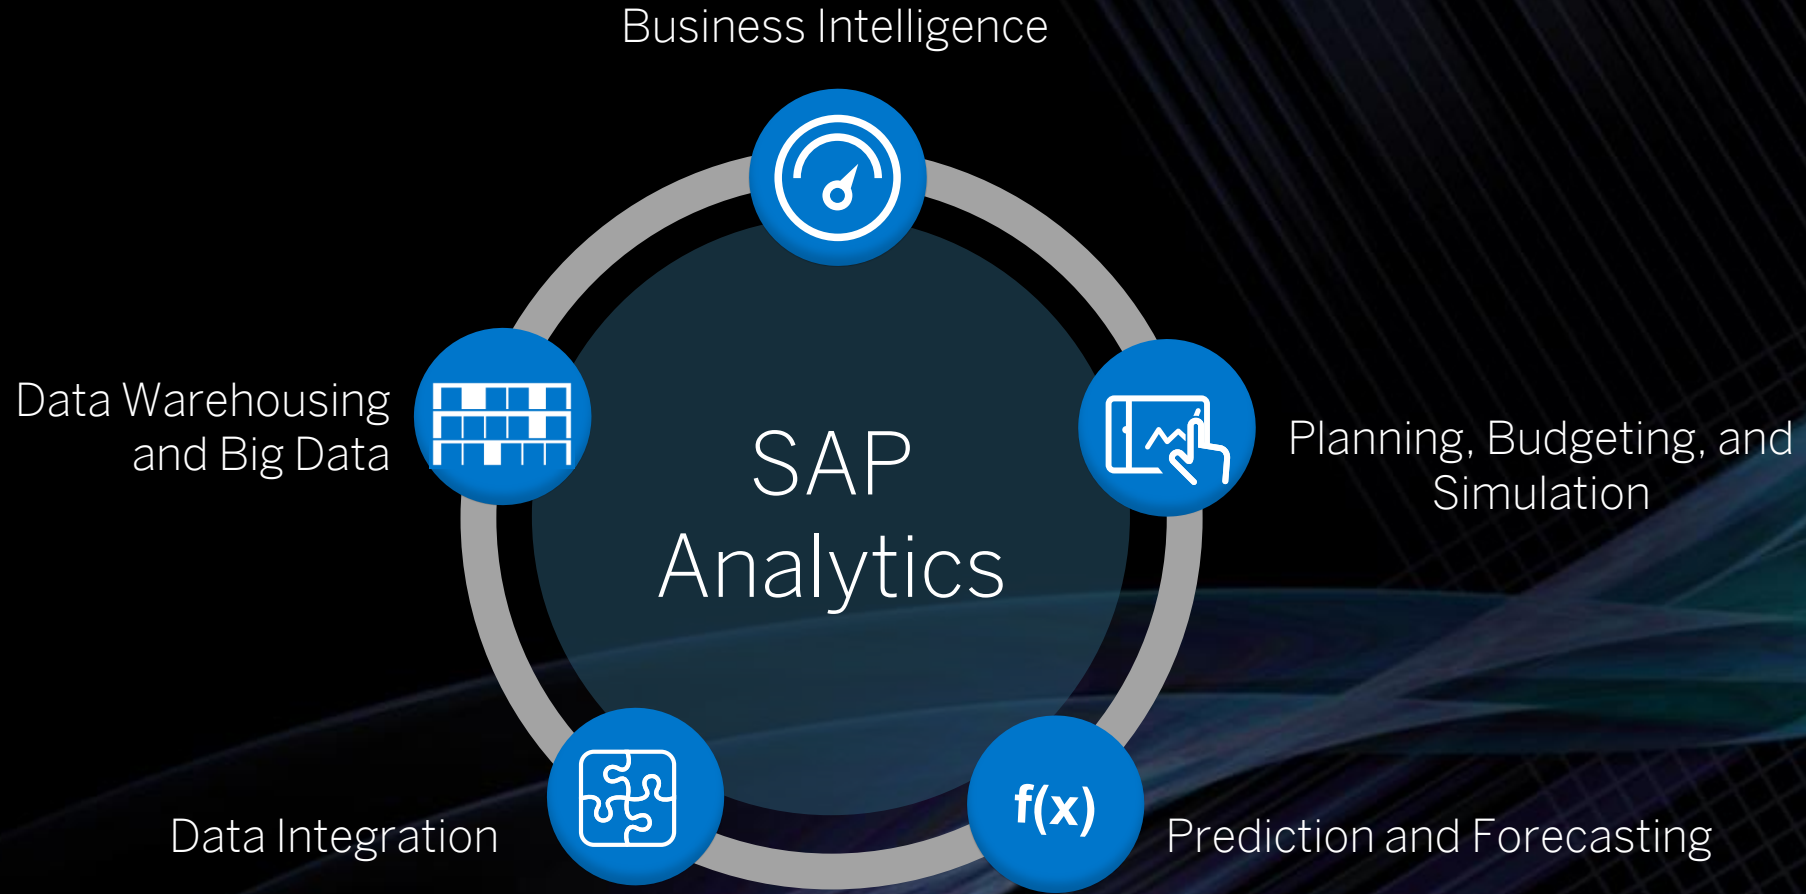 Business Intelligence
Data Warehousing
and Big Data
SAP
Analytics
Planning, Budgeting, and
Simulation
Data Integration
f(x)
Prediction and Forecasting